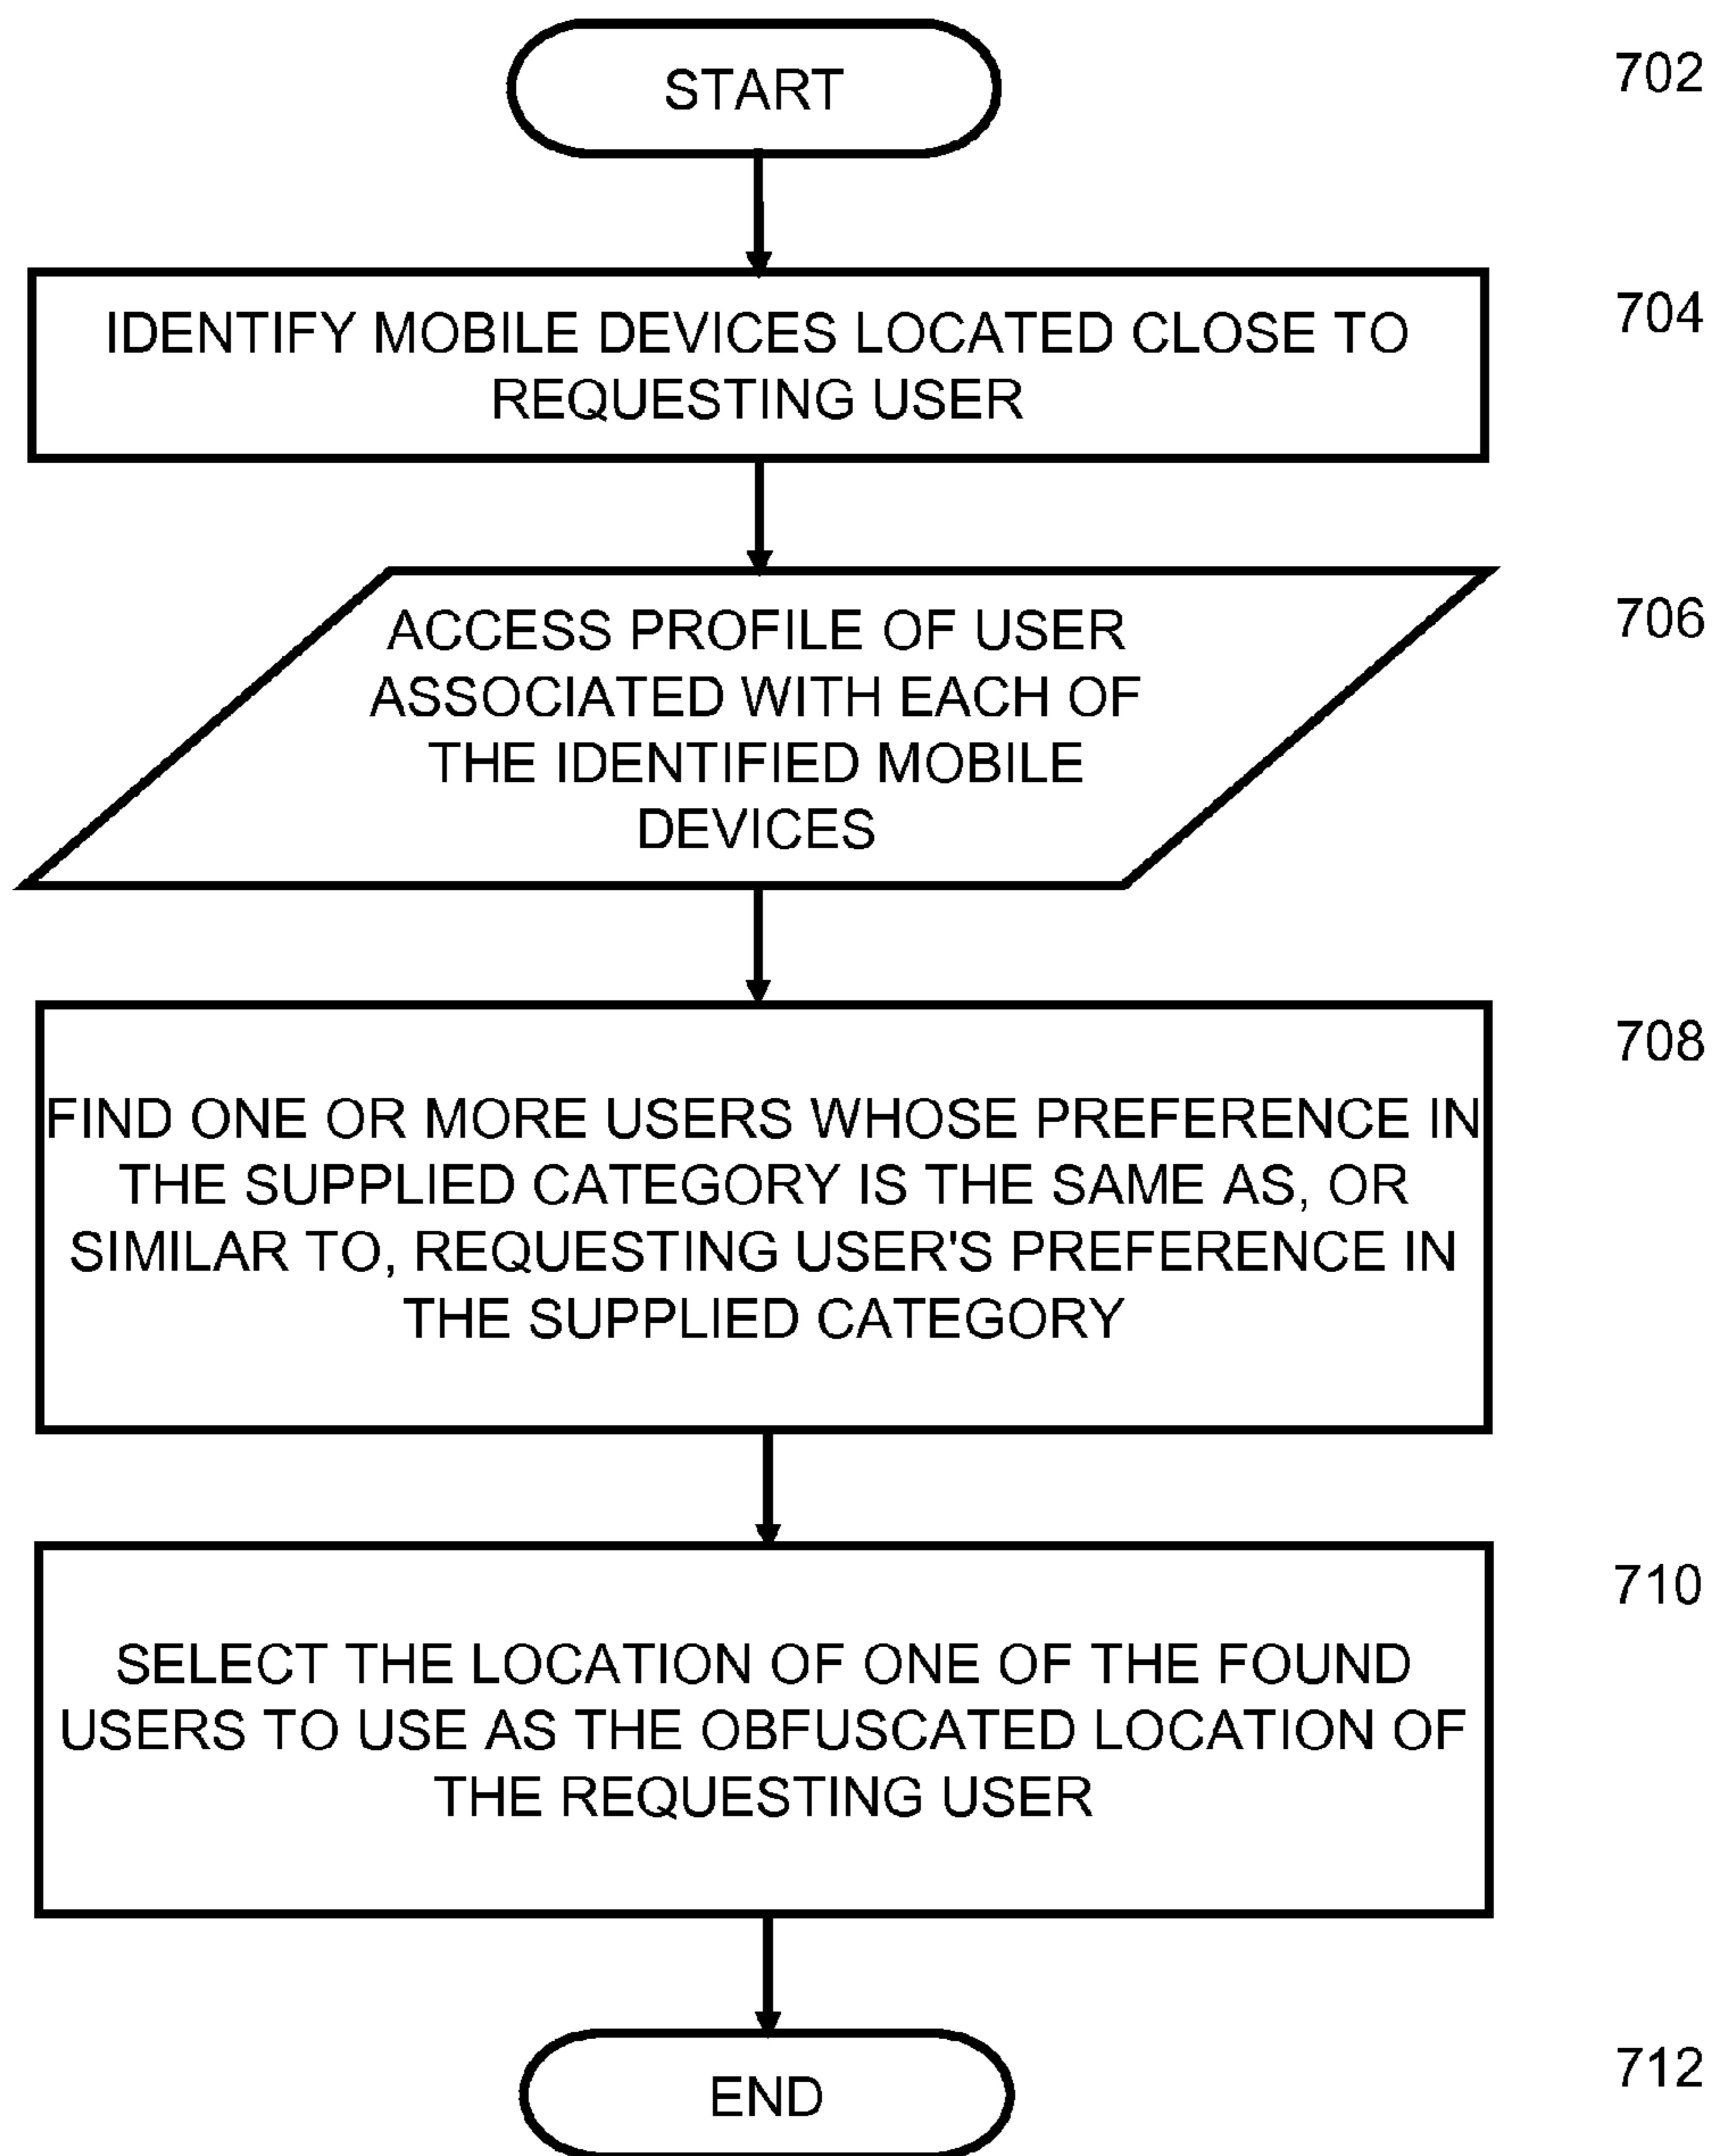 START
702
IDENTIFY MOBILE DEVICES LOCATED CLOSE TO
REQUESTING USER
704
ACCESS PROFILE OF USER
ASSOCIATED WITH EACH OF
THE IDENTIFIED MOBILE
DEVICES
706
FIND ONE OR MORE USERS WHOSE PREFERENCE IN
THE SUPPLIED CATEGORY IS THE SAME AS, OR
SIMILAR TO, REQUESTING USER'S PREFERENCE IN
THE SUPPLIED CATEGORY
708
SELECT THE LOCATION OF ONE OF THE FOUND
USERS TO USE AS THE OBFUSCATED LOCATION OF
THE REQUESTING USER
710
END
712